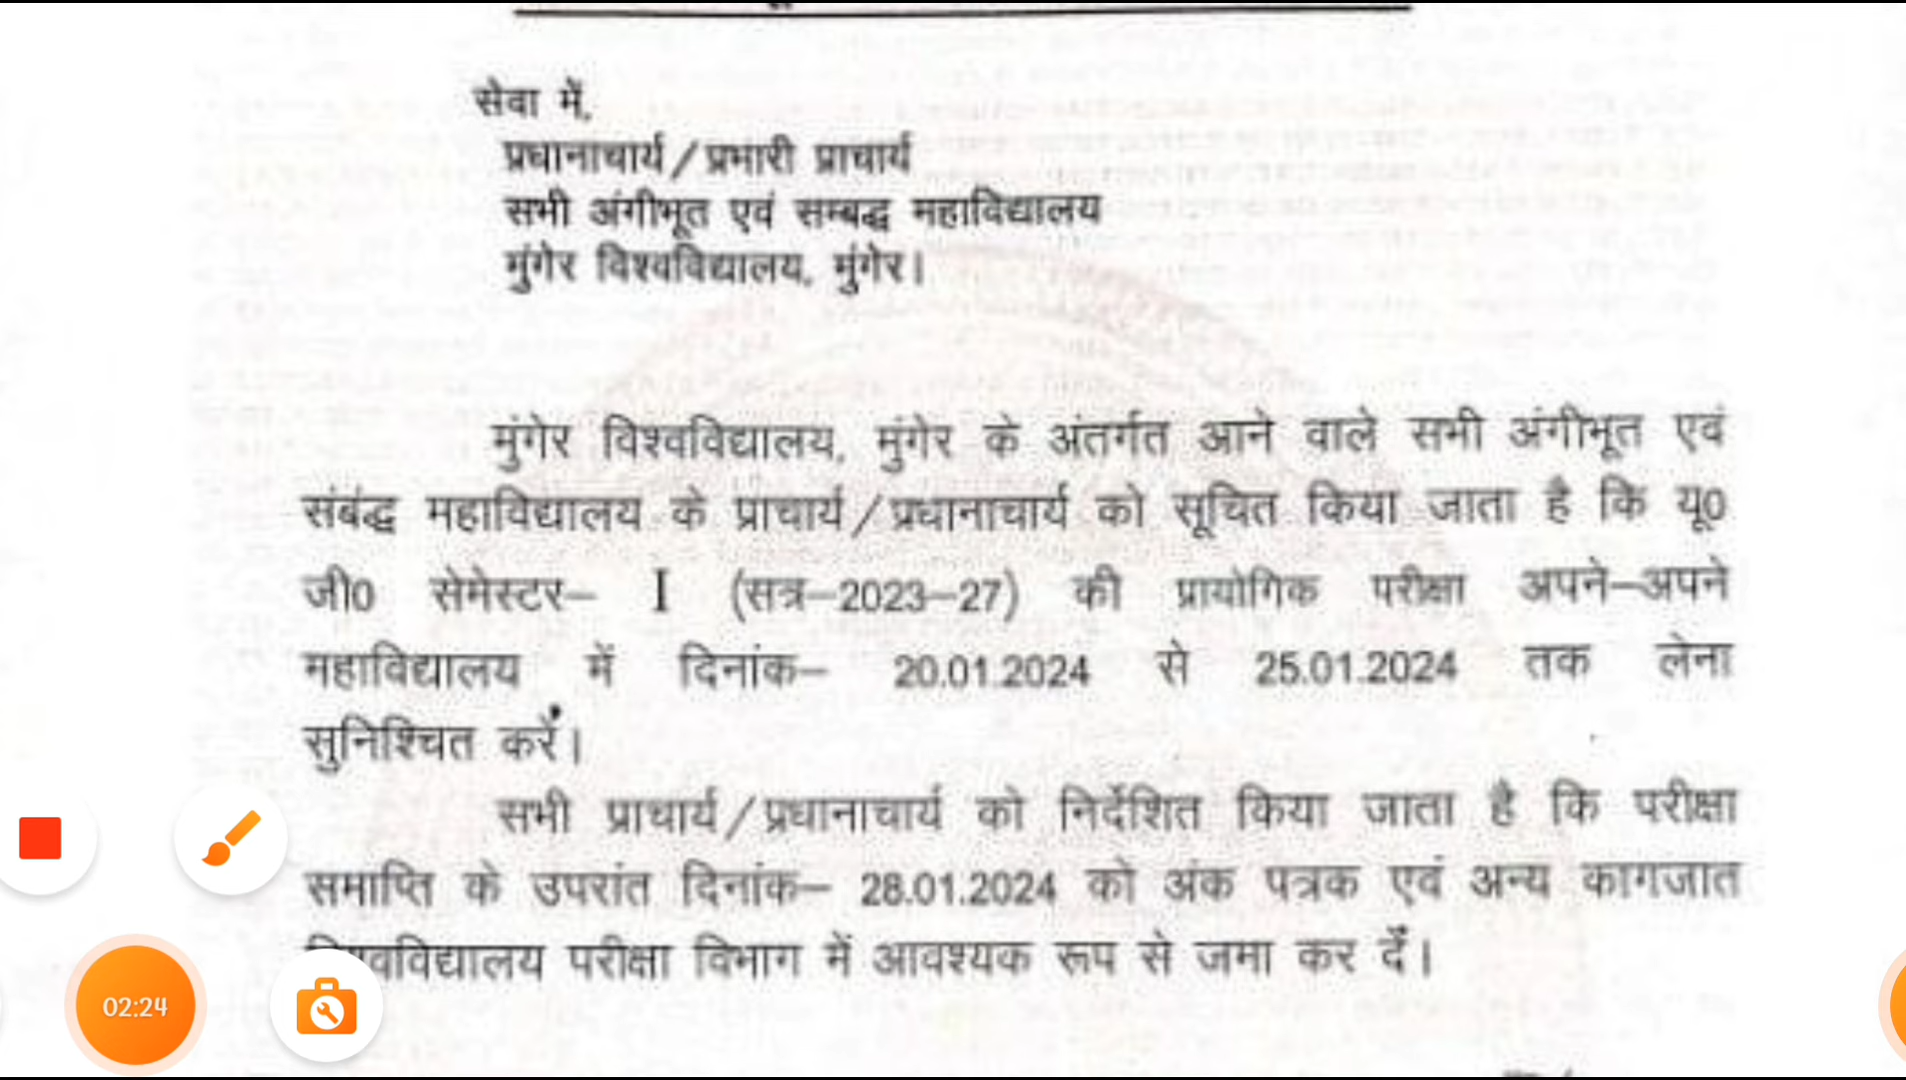 सेवा में,
प्रधानाचार्य/प्रभारी प्राचार्य
सभी अंगीभूत एवं सम्बद्ध महाविद्यालय
मुंगेर विश्वविद्यालय, मुंगेर।
मुंगेर विश्वविद्यालय, मुंगेर के अंतर्गत आने वाले सभी अंगीभूत एवं
संबंद्ध महाविद्यालय के प्राचार्य/प्रधानाचार्य को सूचित किया जाता है कि यू0
जी0 सेमेस्टर– I (सत्र–2023–27) की प्रायोगिक परीक्षा अपने–अपने
महाविद्यालय में दिनांक– 20.01.2024 से 25.01.2024 तक लेना
सुनिश्चित करें।
सभी प्राचार्य/प्रधानाचार्य को निर्देशित किया जाता है कि परीक्षा
समाप्ति के उपरांत दिनांक– 28.01.2024 को अंक पत्रक एवं अन्य कागजात
विश्वविद्यालय परीक्षा विभाग में आवश्यक रूप से जमा कर दें।
02:24